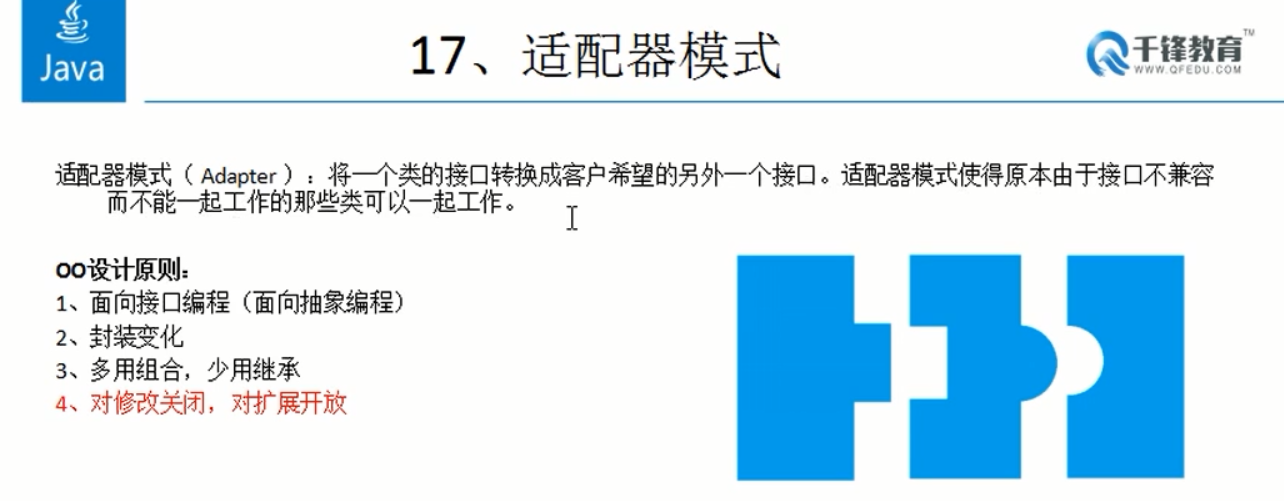 Java
17、适配器模式
千锋教育™
WWW.QFEDU.COM
适配器模式（ Adapter ）：将一个类的接口转换成客户希望的另外一个接口。适配器模式使得原本由于接口不兼容
而不能一起工作的那些类可以一起工作。
OO设计原则:
1、面向接口编程（面向抽象编程）
2、封装变化
3、多用组合，少用继承
4、对修改关闭，对扩展开放